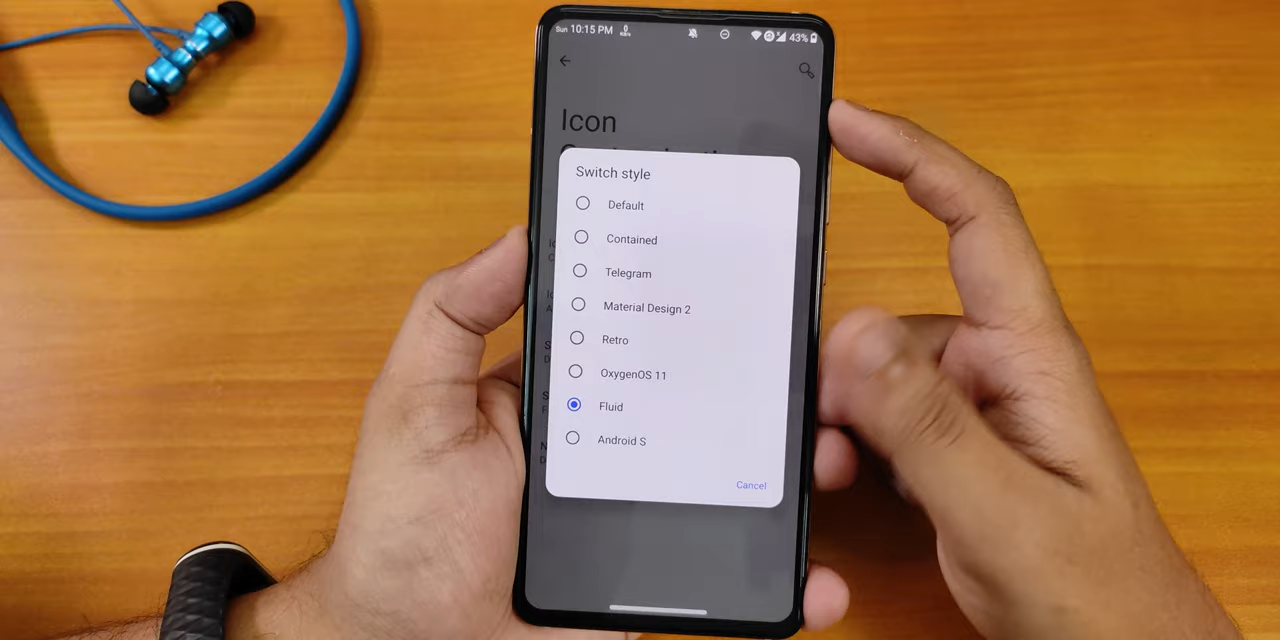 Sun 10:15 PM
43%
Icon
Switch style
Default
Contained
Telegram
Material Design 2
Retro
OxygenOS 11
Fluid
Android S
Cancel